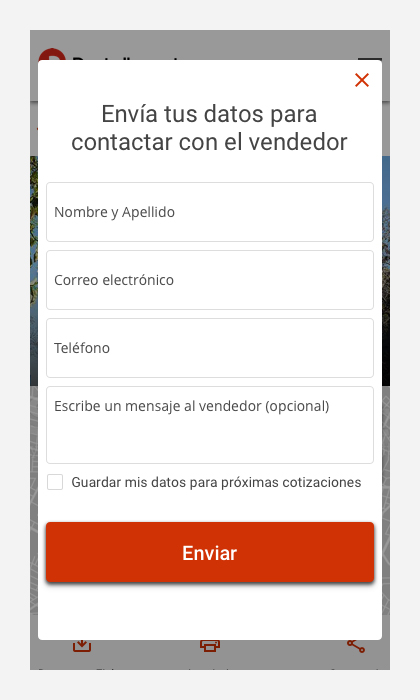 Envía tus datos para
contactar con el vendedor
Nombre y Apellido
Correo electrónico
Teléfono
Escribe un mensaje al vendedor (opcional)
Guardar mis datos para próximas cotizaciones
Enviar